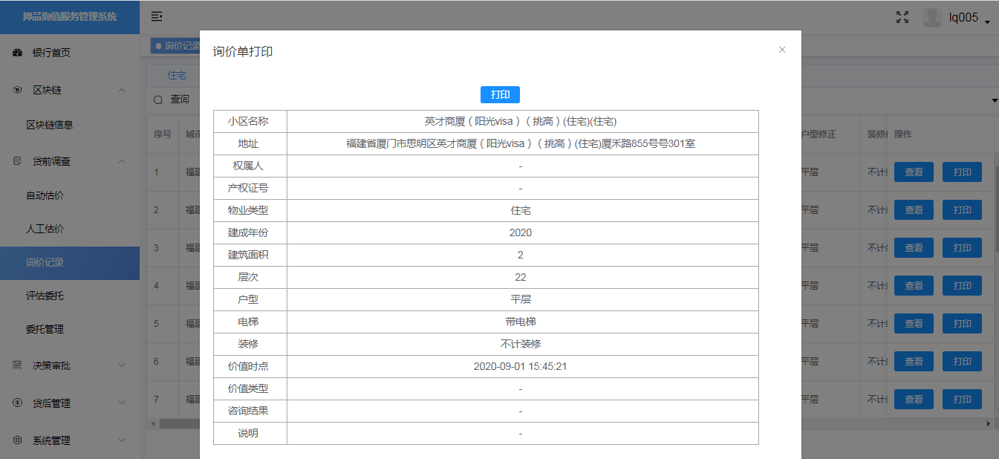 押品询值服务管理系统
lq005
银行首页
区块链
区块链信息
贷前调查
自动估价
人工估价
询价记录
评估委托
委托管理
决策审批
贷后管理
系统管理
询价记录
住宅
查询
序号
城市
户型修正
装修
操作
1
福建
平层
不计
查看
打印
2
福建
平层
不计
查看
打印
3
福建
平层
不计
查看
打印
4
福建
平层
不计
查看
打印
5
福建
平层
不计
查看
打印
6
福建
平层
不计
查看
打印
7
福建
平层
不计
查看
打印
询价单打印
×
打印
小区名称 英才商厦（阳光visa）（挑高）(住宅)(住宅)
地址 福建省厦门市思明区英才商厦（阳光visa）（挑高）(住宅)厦禾路855号号301室
权属人 -
产权证号 -
物业类型 住宅
建成年份 2020
建筑面积 2
层次 22
户型 平层
电梯 带电梯
装修 不计装修
价值时点 2020-09-01 15:45:21
价值类型 -
咨询结果 -
说明 -